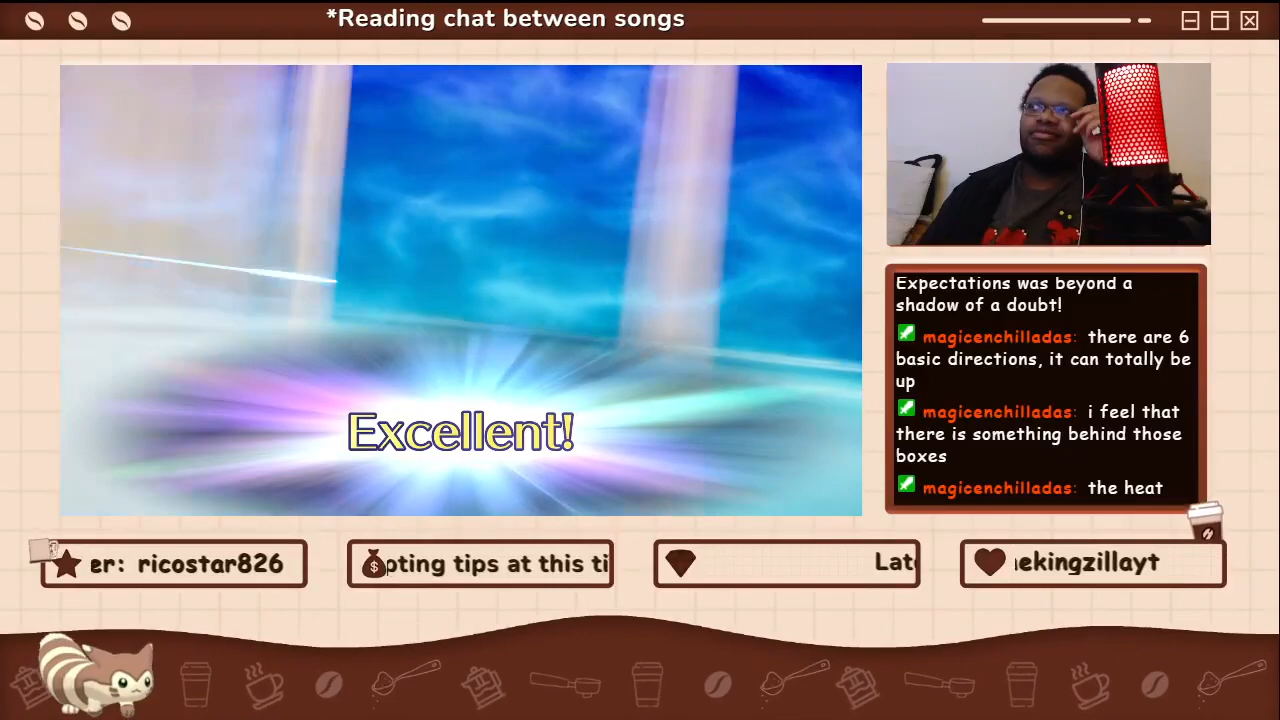 *Reading chat between songs
Excellent!
Expectations was beyond a
shadow of a doubt!
magicenchilladas: there are 6
basic directions, it can totally be
up
magicenchilladas: i feel that
there is something behind those
boxes
magicenchilladas: the heat
er: ricostar826
pting tips at this ti
Lat
ekingzillayt